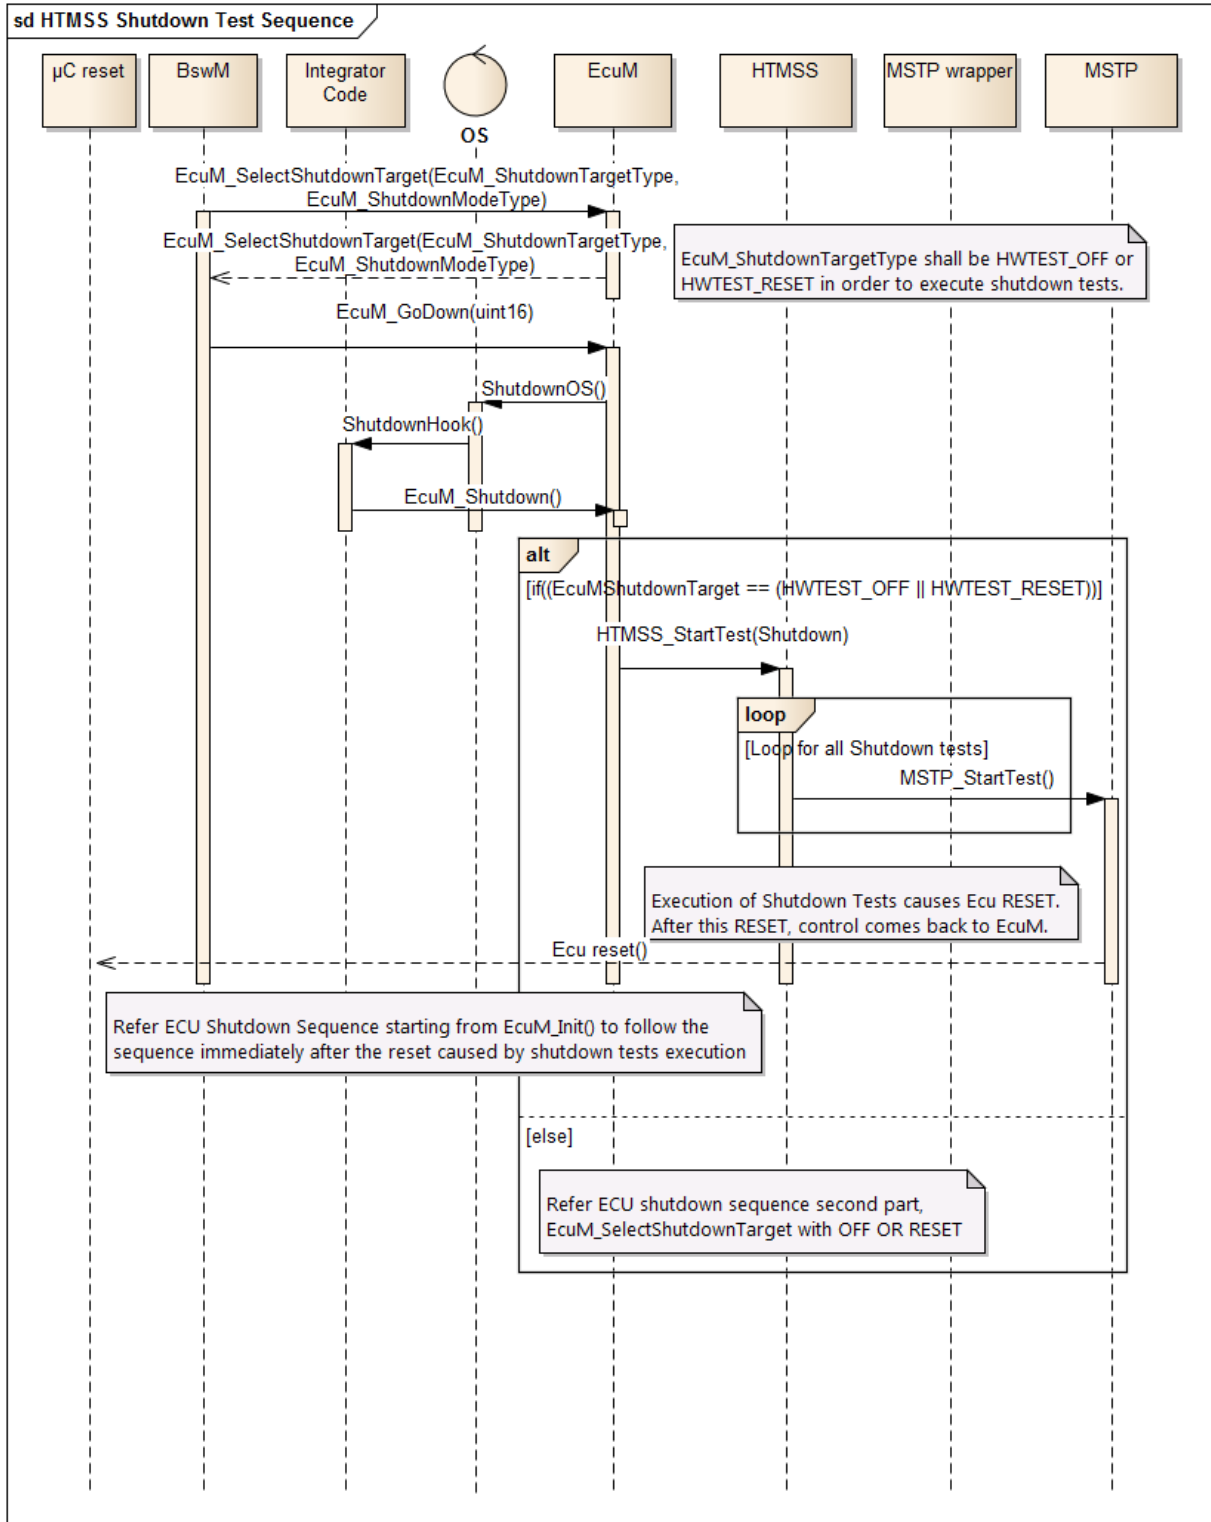 sd HTMSS Shutdown Test Sequence
µC reset
BswM
Integrator
Code
OS
EcuM
HTMSS
MSTP wrapper
MSTP
EcuM_SelectShutdownTarget(EcuM_ShutdownTargetType,
EcuM_ShutdownModeType)
EcuM_SelectShutdownTarget(EcuM_ShutdownTargetType,
EcuM_ShutdownModeType)
EcuM_ShutdownTargetType shall be HWTEST_OFF or
HWTEST_RESET in order to execute shutdown tests.
EcuM_GoDown(uint16)
ShutdownOS()
ShutdownHook()
EcuM_Shutdown()
alt
[if((EcuMShutdownTarget == (HWTEST_OFF || HWTEST_RESET))]
HTMSS_StartTest(Shutdown)
loop
[Loop for all Shutdown tests]
MSTP_StartTest()
Execution of Shutdown Tests causes Ecu RESET.
After this RESET, control comes back to EcuM.
Ecu reset()
Refer ECU Shutdown Sequence starting from EcuM_Init() to follow the
sequence immediately after the reset caused by shutdown tests execution
[else]
Refer ECU shutdown sequence second part,
EcuM_SelectShutdownTarget with OFF OR RESET